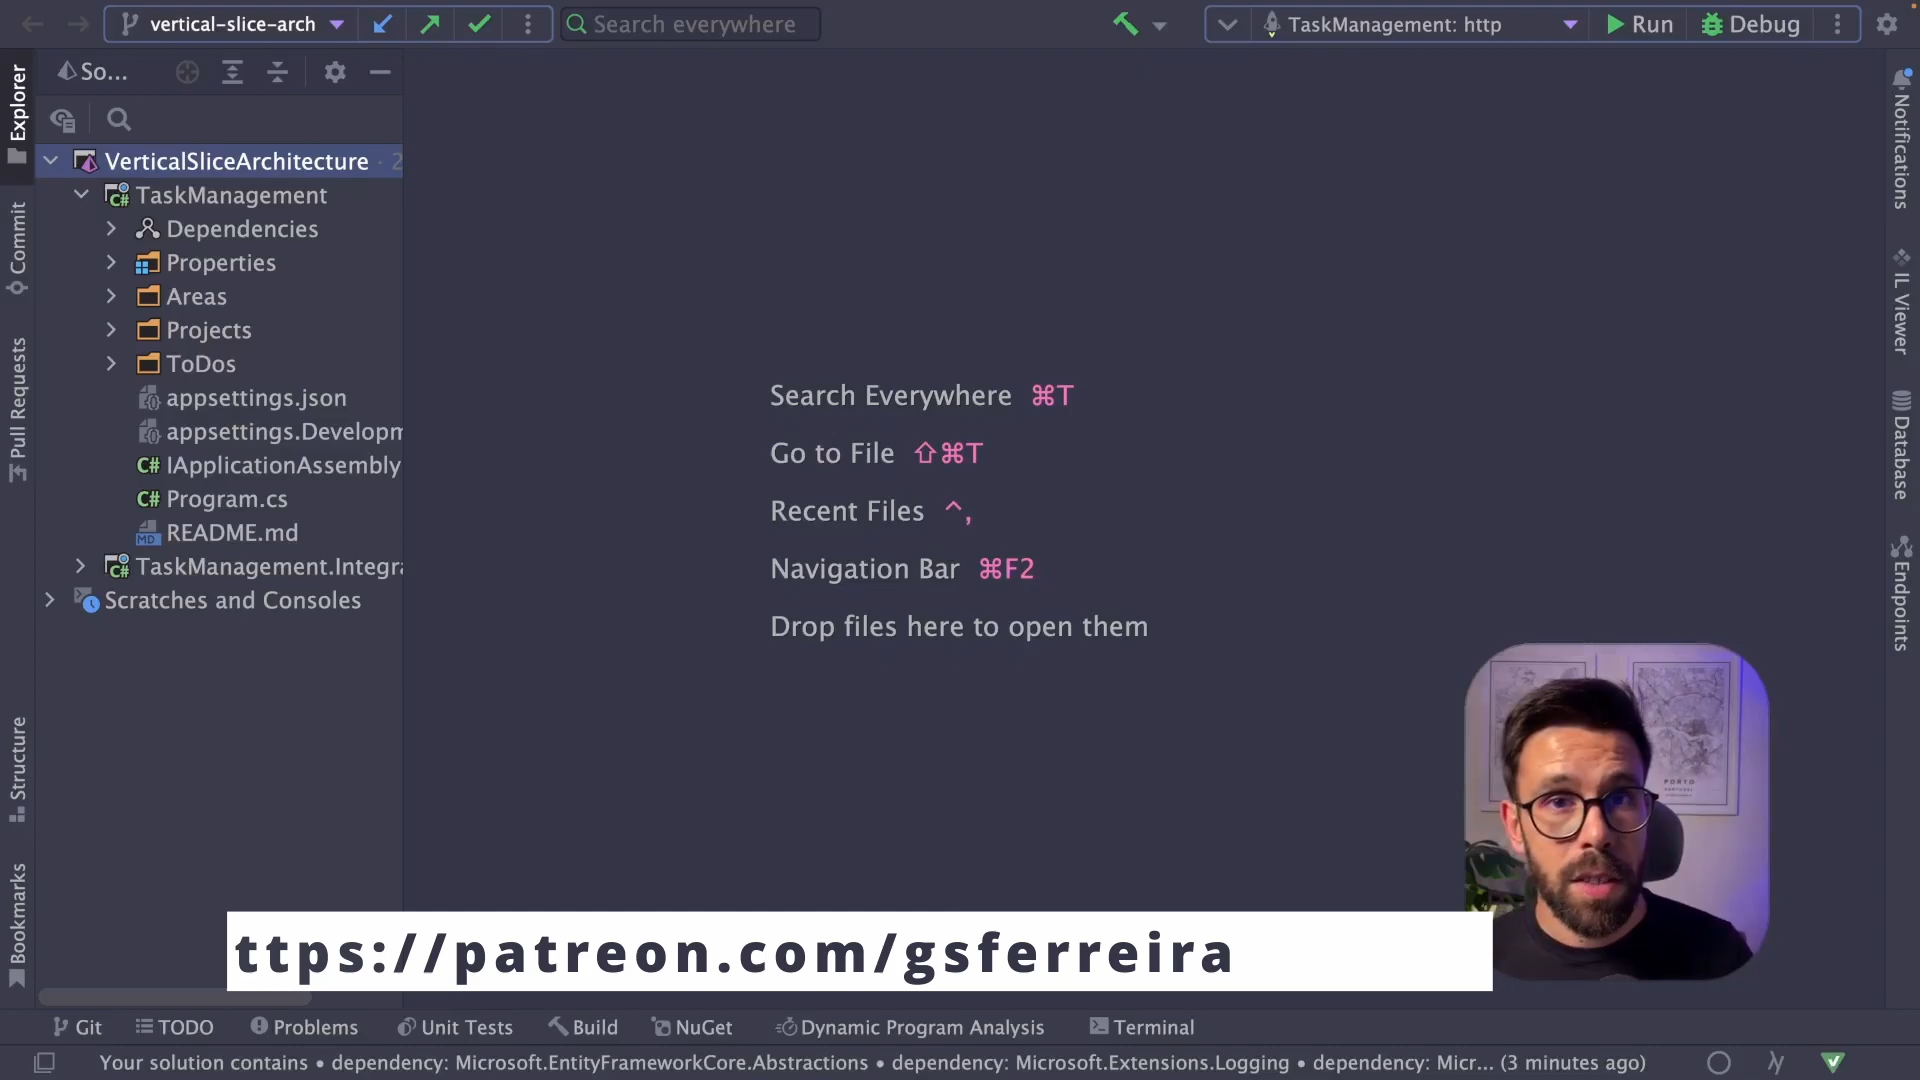 vertical-slice-arch
Search everywhere
TaskManagement: http
Run
Debug
So...
Explorer
Commit
Pull Requests
Structure
Bookmarks
VerticalSliceArchitecture · 2
TaskManagement
Dependencies
Properties
Areas
Projects
ToDos
appsettings.json
appsettings.Developm
C# IApplicationAssembly
C# Program.cs
README.md
TaskManagement.Integra
Scratches and Consoles
Search Everywhere ⌘T
Go to File ⇧⌘T
Recent Files ^,
Navigation Bar ⌘F2
Drop files here to open them
Notifications
IL Viewer
Database
Endpoints
PORTO
ttps://patreon.com/gsferreira
Git
TODO
Problems
Unit Tests
Build
NuGet
Dynamic Program Analysis
Terminal
Your solution contains • dependency: Microsoft.EntityFrameworkCore.Abstractions • dependency: Microsoft.Extensions.Logging • dependency: Micr... (3 minutes ago)